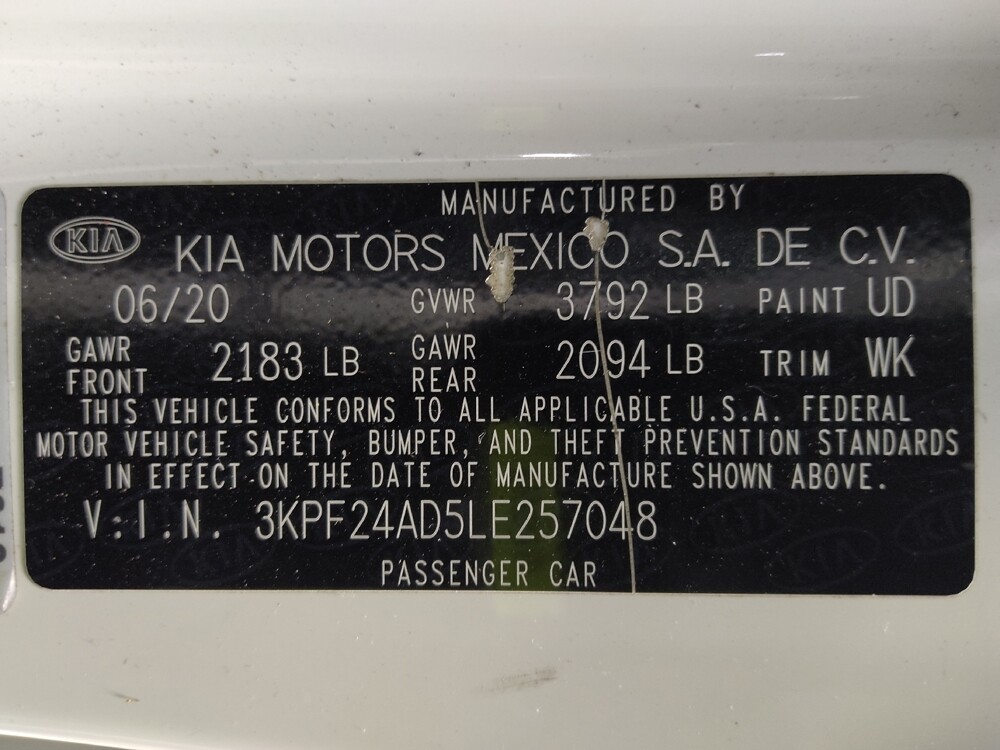 MANUFACTURED BY
KIA KIA MOTORS MEXICO S.A. DE C.V.
06/20 GVWR 3792 LB PAINT UD
GAWR FRONT 2183 LB GAWR REAR 2094 LB TRIM WK
THIS VEHICLE CONFORMS TO ALL APPLICABLE U.S.A. FEDERAL
MOTOR VEHICLE SAFETY, BUMPER, AND THEFT PREVENTION STANDARDS
IN EFFECT ON THE DATE OF MANUFACTURE SHOWN ABOVE.
V.I.N. 3KPF24AD5LE257048
PASSENGER CAR